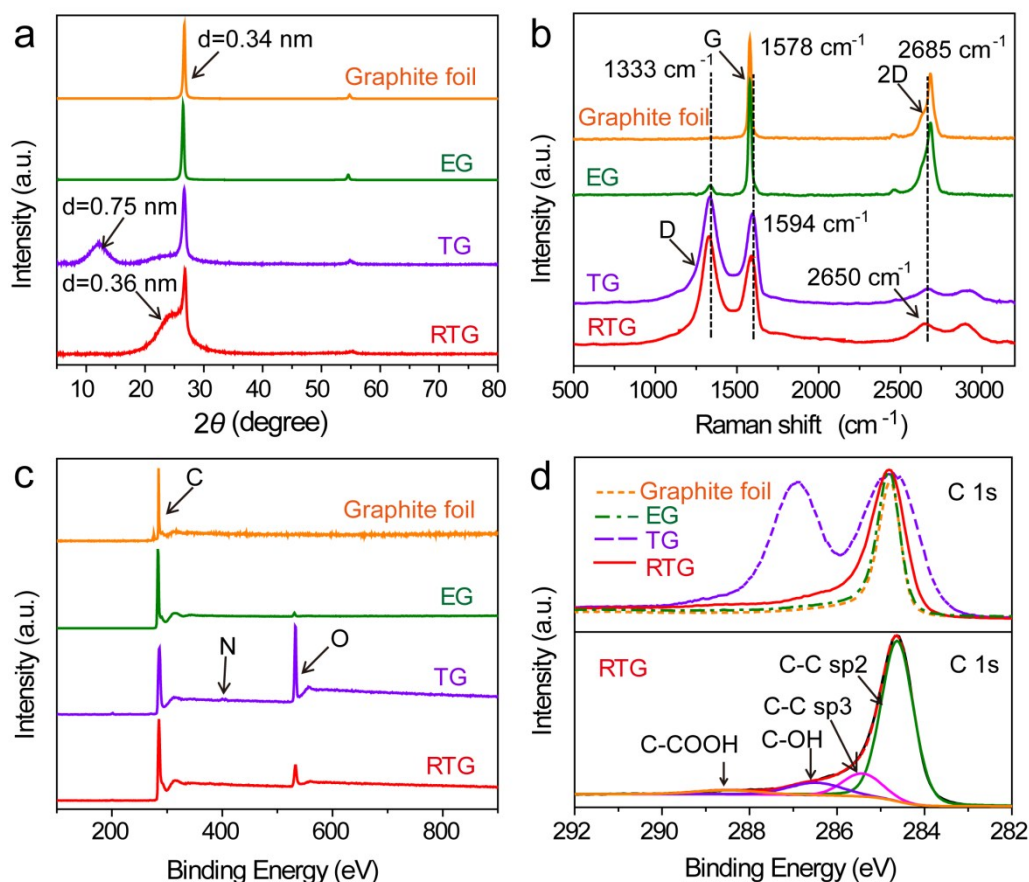 a
d=0.34 nm
Graphite foil
EG
d=0.75 nm
TG
d=0.36 nm
RTG
Intensity (a.u.)
10 20 30 40 50 60 70 80
2θ (degree)
b
G
1578 cm⁻¹
2685 cm⁻¹
1333 cm⁻¹
2D
Graphite foil
EG
D
1594 cm⁻¹
TG
2650 cm⁻¹
RTG
Intensity (a.u.)
500 1000 1500 2000 2500 3000
Raman shift (cm⁻¹)
c
C
Graphite foil
EG
N
O
TG
RTG
Intensity (a.u.)
200 400 600 800
Binding Energy (eV)
d
Graphite foil
C 1s
EG
TG
RTG
Intensity (a.u.)
RTG
C-C sp2
C 1s
C-C sp3
C-COOH
C-OH
Intensity (a.u.)
292 290 288 286 284 282
Binding Energy (eV)